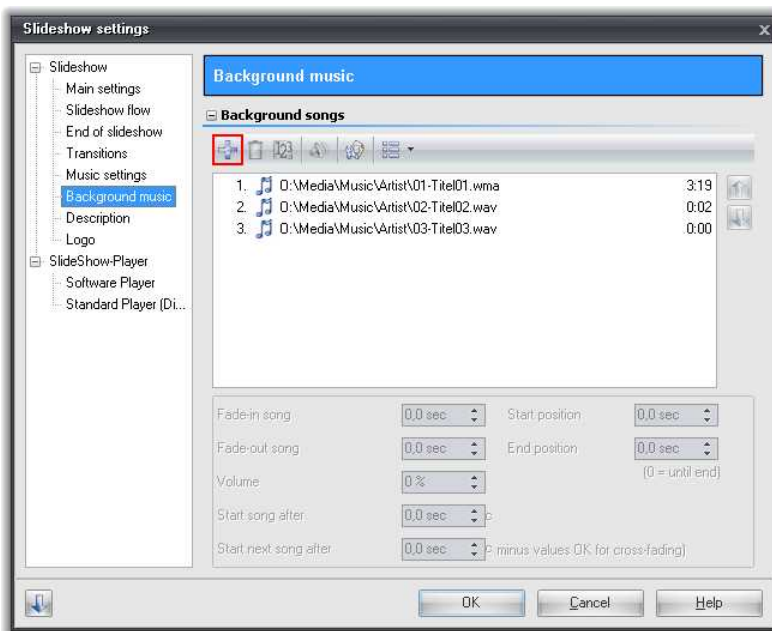 Slideshow settings
x
Slideshow
Main settings
Slideshow flow
End of slideshow
Transitions
Music settings
Background music
Description
Logo
SlideShow-Player
Software Player
Standard Player (Di...
Background music
Background songs
123
1. O:\Media\Music\Artist\01-Titel01.wma 3:19
2. O:\Media\Music\Artist\02-Titel02.wav 0:02
3. O:\Media\Music\Artist\03-Titel03.wav 0:00
Fade-in song 0,0 sec Start position 0,0 sec
Fade-out song 0,0 sec End position 0,0 sec
(0 = until end)
Volume 0 %
Start song after 0,0 sec c
Start next song after 0,0 sec c minus values OK for cross-fading)
OK Cancel Help